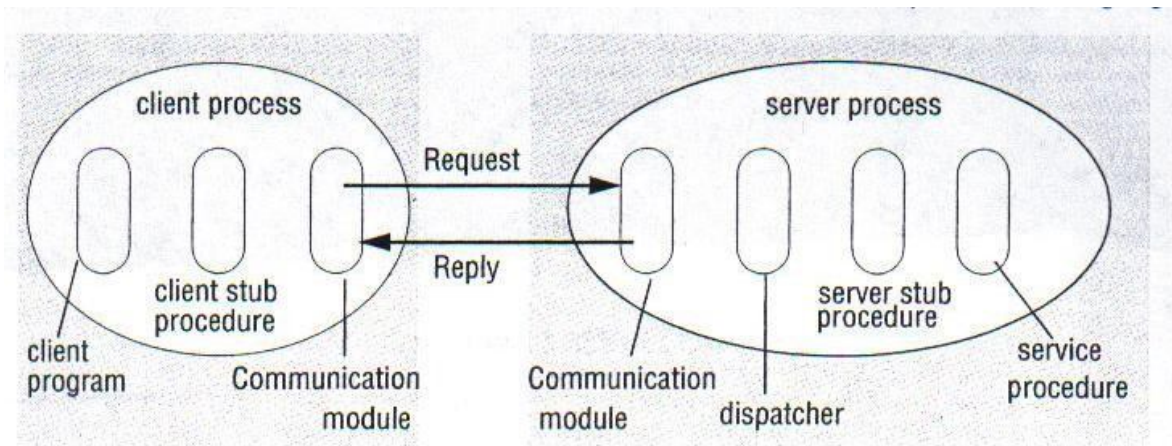 client process
server process
Request
Reply
client stub
procedure
server stub
procedure
client
program
Communication
module
Communication
module
dispatcher
service
procedure